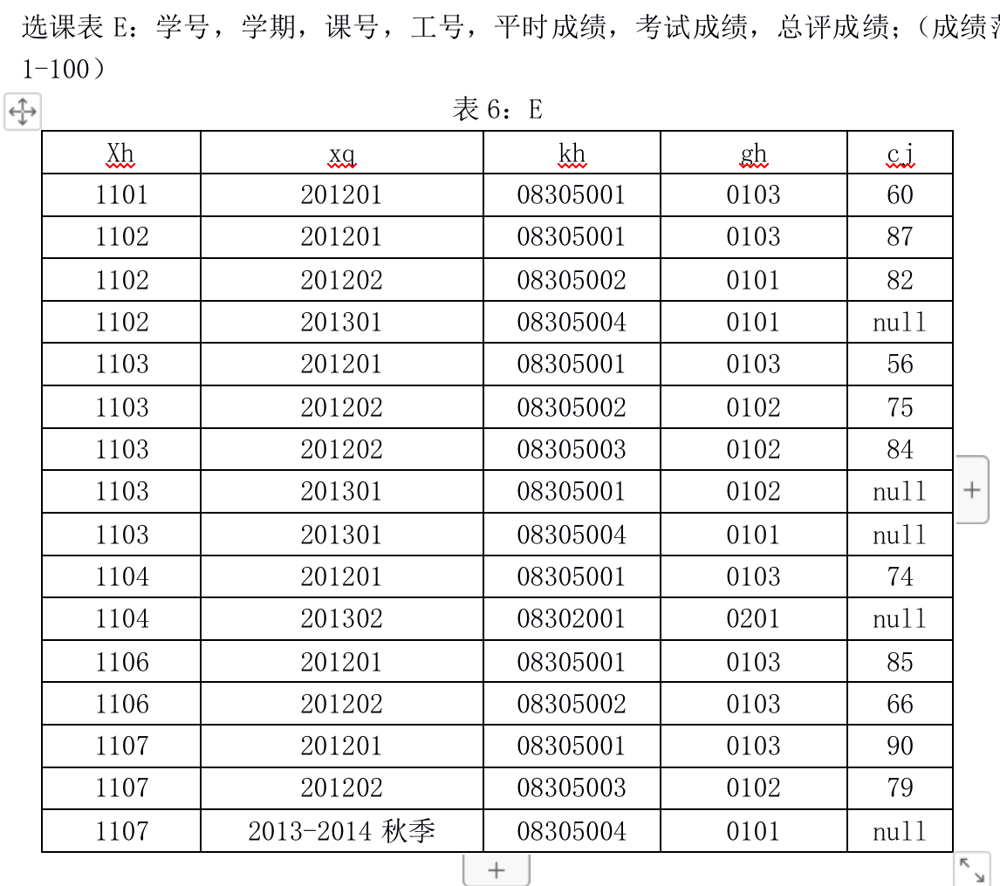 选课表 E：学号，学期，课号，工号，平时成绩，考试成绩，总评成绩；（成绩
1-100）
表 6：E
Xh xq kh gh cj
1101 201201 08305001 0103 60
1102 201201 08305001 0103 87
1102 201202 08305002 0101 82
1102 201301 08305004 0101 null
1103 201201 08305001 0103 56
1103 201202 08305002 0102 75
1103 201202 08305003 0102 84
1103 201301 08305001 0102 null
1103 201301 08305004 0101 null
1104 201201 08305001 0103 74
1104 201302 08302001 0201 null
1106 201201 08305001 0103 85
1106 201202 08305002 0103 66
1107 201201 08305001 0103 90
1107 201202 08305003 0102 79
1107 2013-2014 秋季 08305004 0101 null